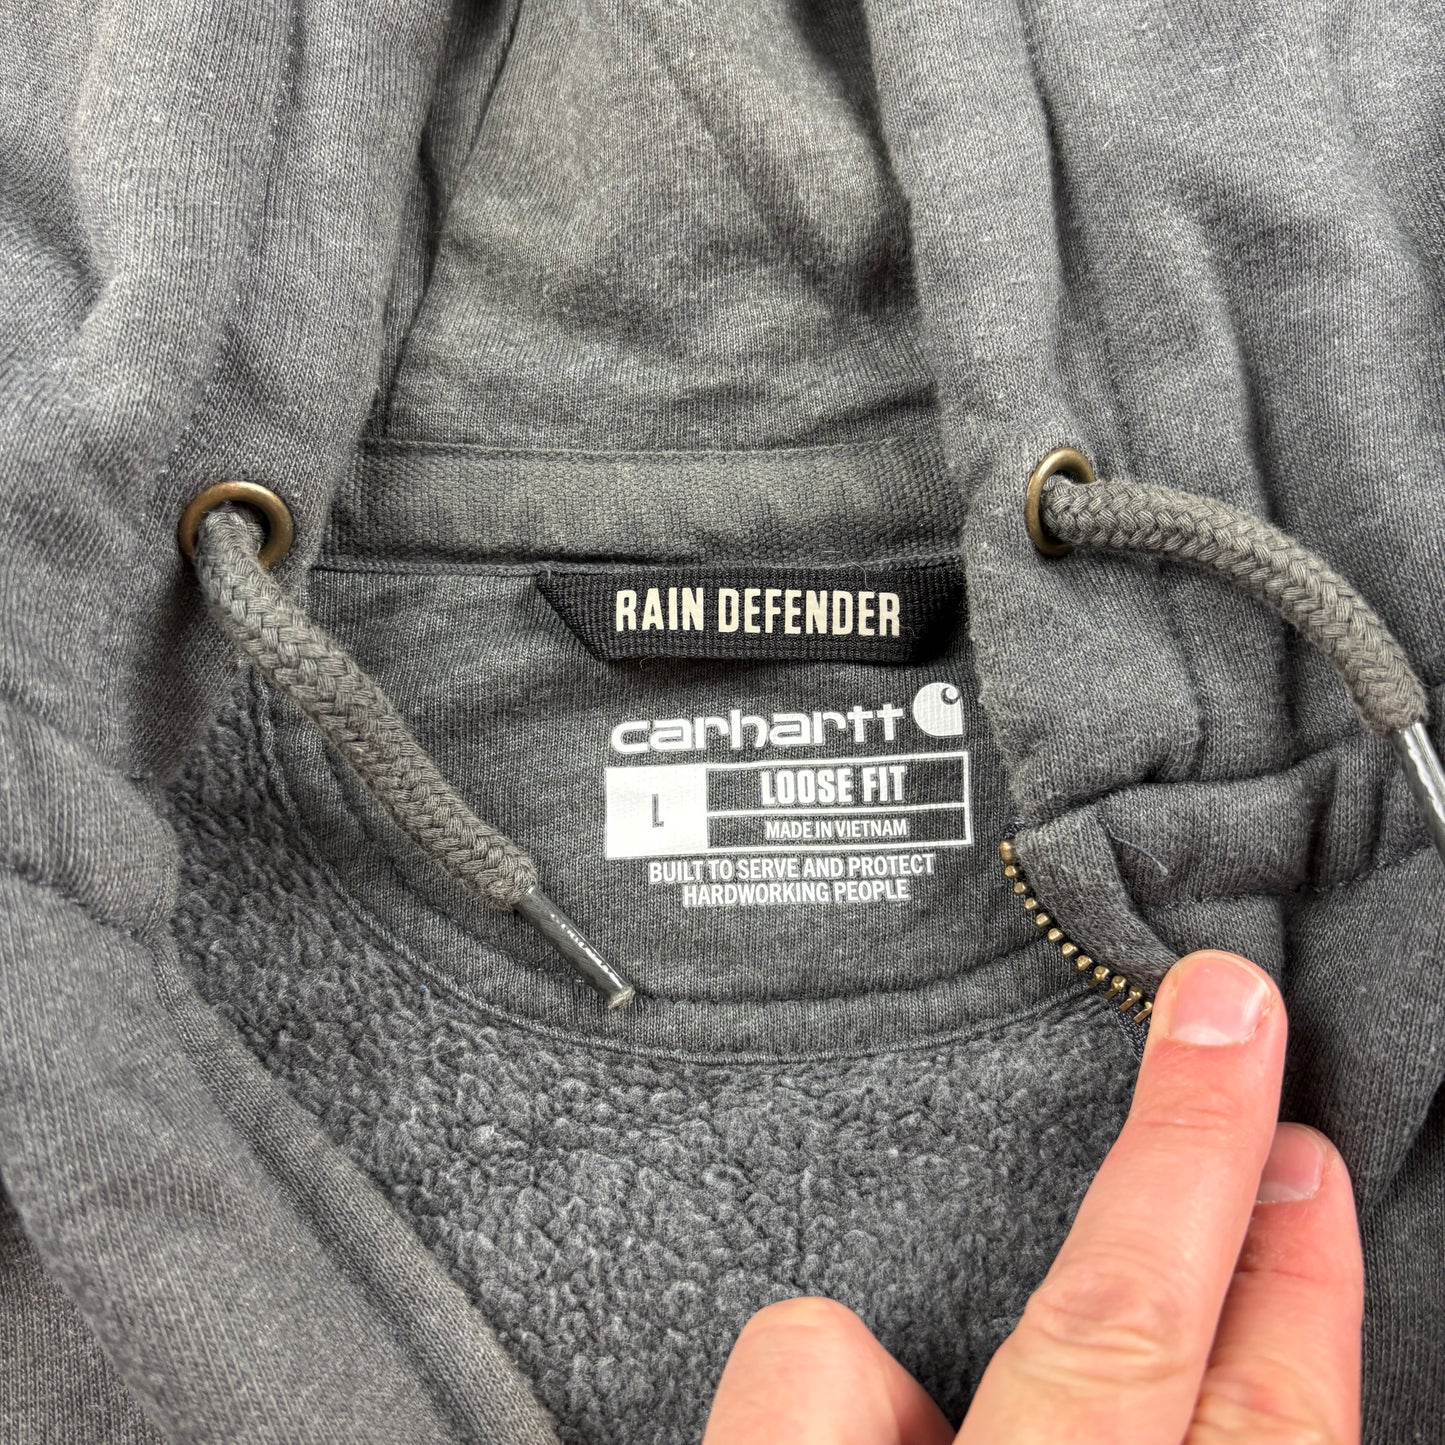 RAIN DEFENDER
carhartt
L
LOOSE FIT
MADE IN VIETNAM
BUILT TO SERVE AND PROTECT
HARDWORKING PEOPLE